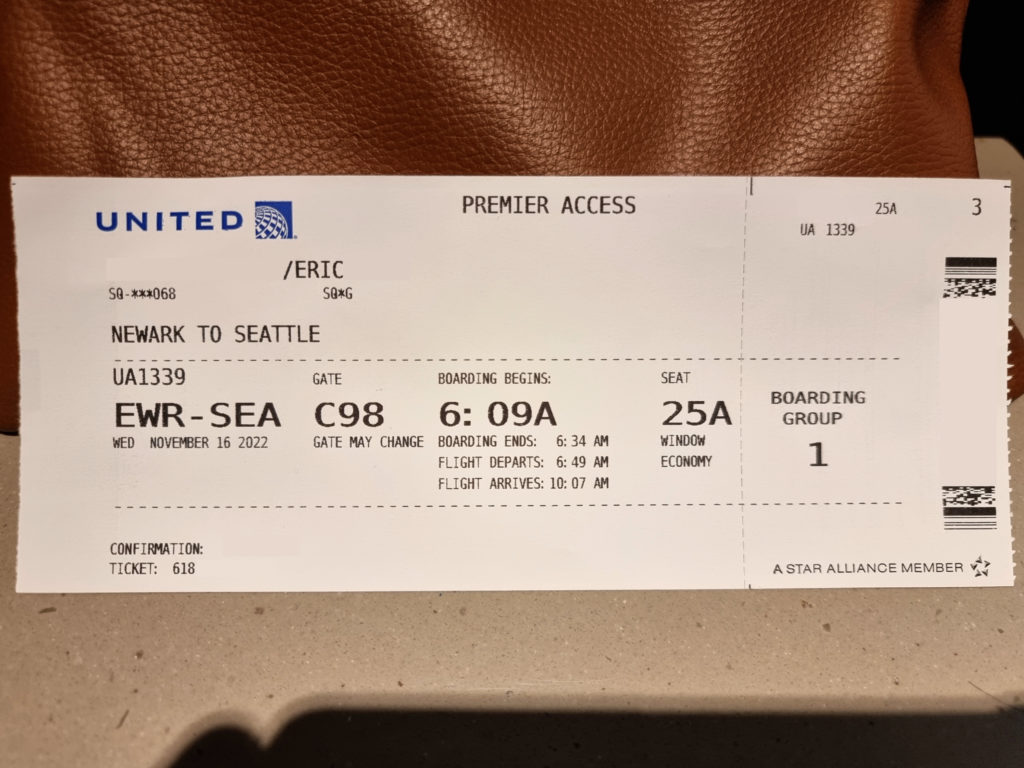 UNITED
PREMIER ACCESS
25A
3
UA 1339
/ERIC
SQ-***068
SQ*G
NEWARK TO SEATTLE
UA1339
GATE
BOARDING BEGINS:
SEAT
EWR-SEA
C98
6: 09A
25A
BOARDING
GROUP
1
WED NOVEMBER 16 2022
GATE MAY CHANGE
BOARDING ENDS: 6: 34 AM
WINDOW
FLIGHT DEPARTS: 6: 49 AM
ECONOMY
FLIGHT ARRIVES: 10: 07 AM
CONFIRMATION:
TICKET: 618
A STAR ALLIANCE MEMBER